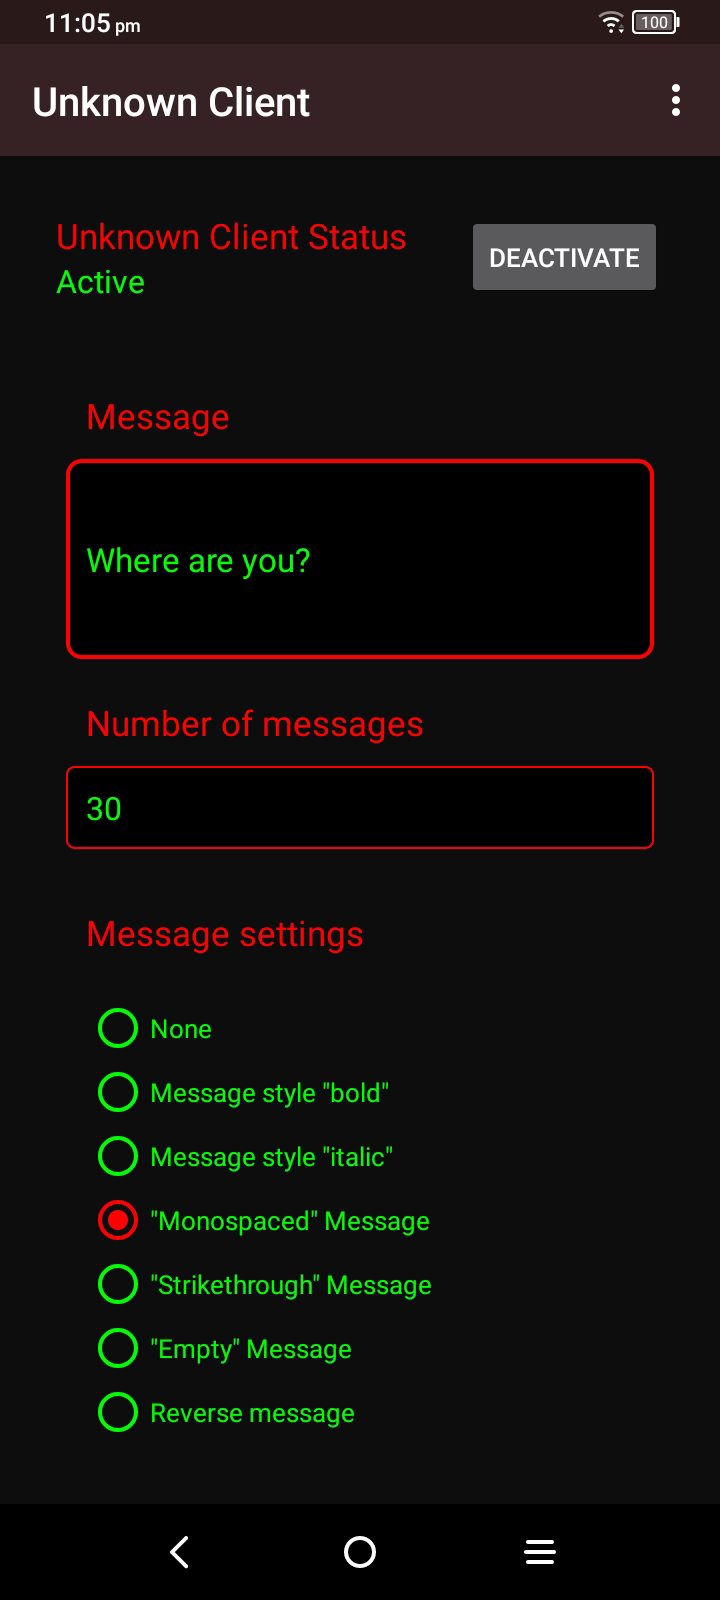 11:05 pm
100
Unknown Client
Unknown Client Status
DEACTIVATE
Active
Message
Where are you?
Number of messages
30
Message settings
None
Message style "bold"
Message style "italic"
"Monospaced" Message
"Strikethrough" Message
"Empty" Message
Reverse message